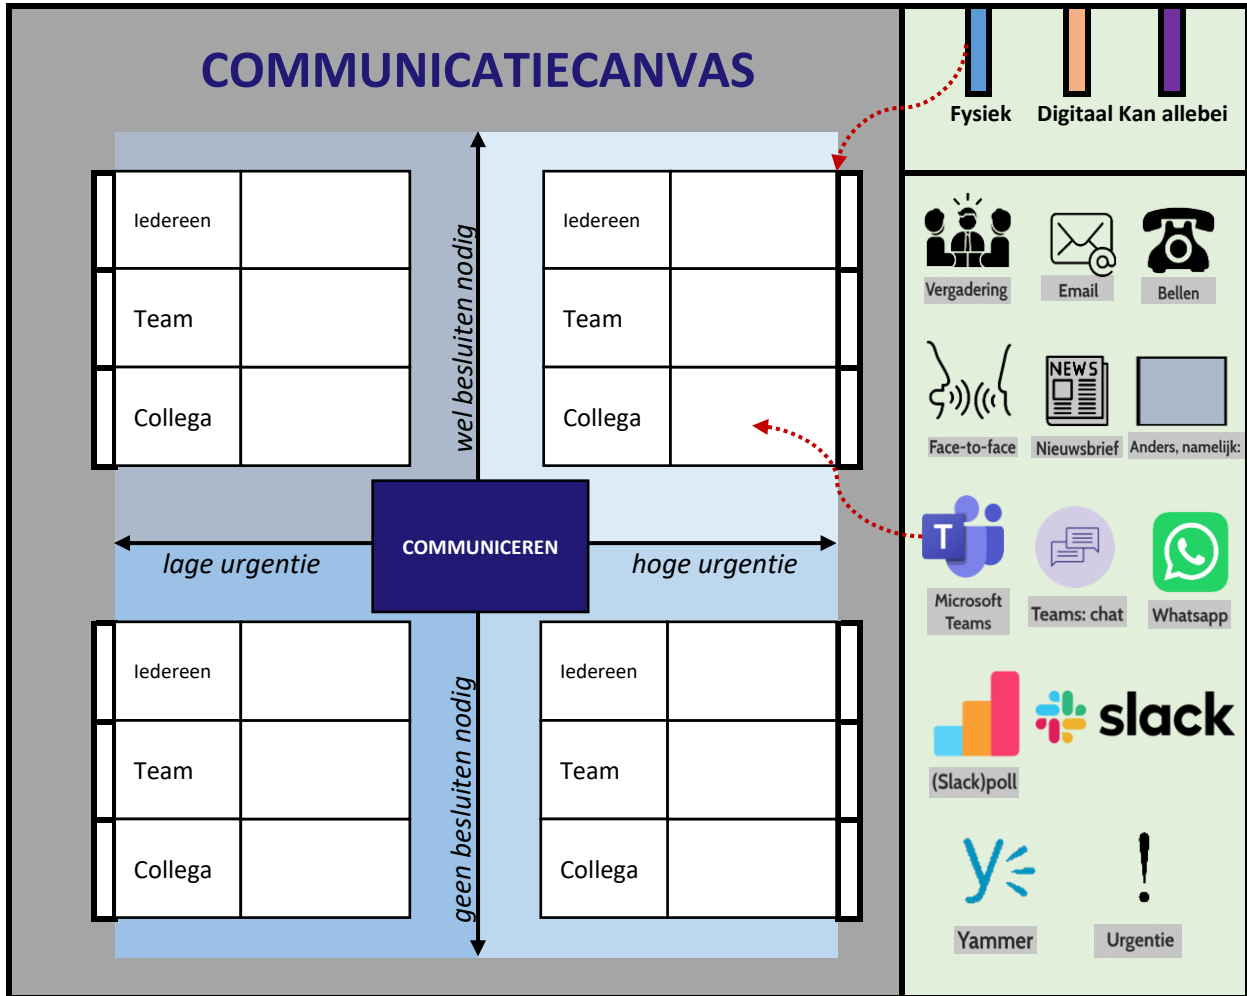 COMMUNICATIECANVAS
Fysiek
Digitaal
Kan allebei
wel besluiten nodig
Iedereen
Team
Collega
Iedereen
Team
Collega
lage urgentie
COMMUNICEREN
hoge urgentie
geen besluiten nodig
Iedereen
Team
Collega
Iedereen
Team
Collega
Vergadering
@
Email
Bellen
Face-to-face
NEWS
Nieuwsbrief
Anders, namelijk:
T
Microsoft
Teams
Teams: chat
Whatsapp
(Slack)poll
slack
Yammer
!
Urgentie